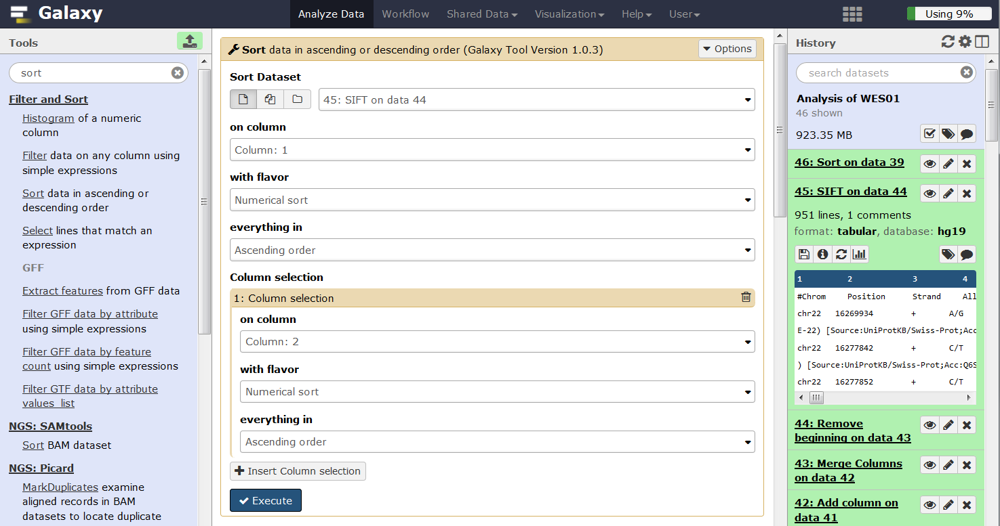 Galaxy
Analyze Data
Workflow
Shared Data
Visualization
Help
User
Using 9%
Tools
sort
Filter and Sort
Histogram of a numeric
column
Filter data on any column using
simple expressions
Sort data in ascending or
descending order
Select lines that match an
expression
GFF
Extract features from GFF data
Filter GFF data by attribute
using simple expressions
Filter GFF data by feature
count using simple expressions
Filter GTF data by attribute
values_list
NGS: SAMtools
Sort BAM dataset
NGS: Picard
MarkDuplicates examine
aligned records in BAM
datasets to locate duplicate
Sort data in ascending or descending order (Galaxy Tool Version 1.0.3)
Options
Sort Dataset
45: SIFT on data 44
on column
Column: 1
with flavor
Numerical sort
everything in
Ascending order
Column selection
1: Column selection
on column
Column: 2
with flavor
Numerical sort
everything in
Ascending order
Insert Column selection
Execute
History
search datasets
Analysis of WES01
46 shown
923.35 MB
46: Sort on data 39
45: SIFT on data 44
951 lines, 1 comments
format: tabular, database: hg19
1 2 3 4
#Chrom Position Strand All
chr22 16269934 + A/G
E-22) [Source:UniProtKB/Swiss-Prot;Acc
chr22 16277842 + C/T
) [Source:UniProtKB/Swiss-Prot;Acc:Q6S
chr22 16277852 + C/T
44: Remove
beginning on data 43
43: Merge Columns
on data 42
42: Add column on
data 41